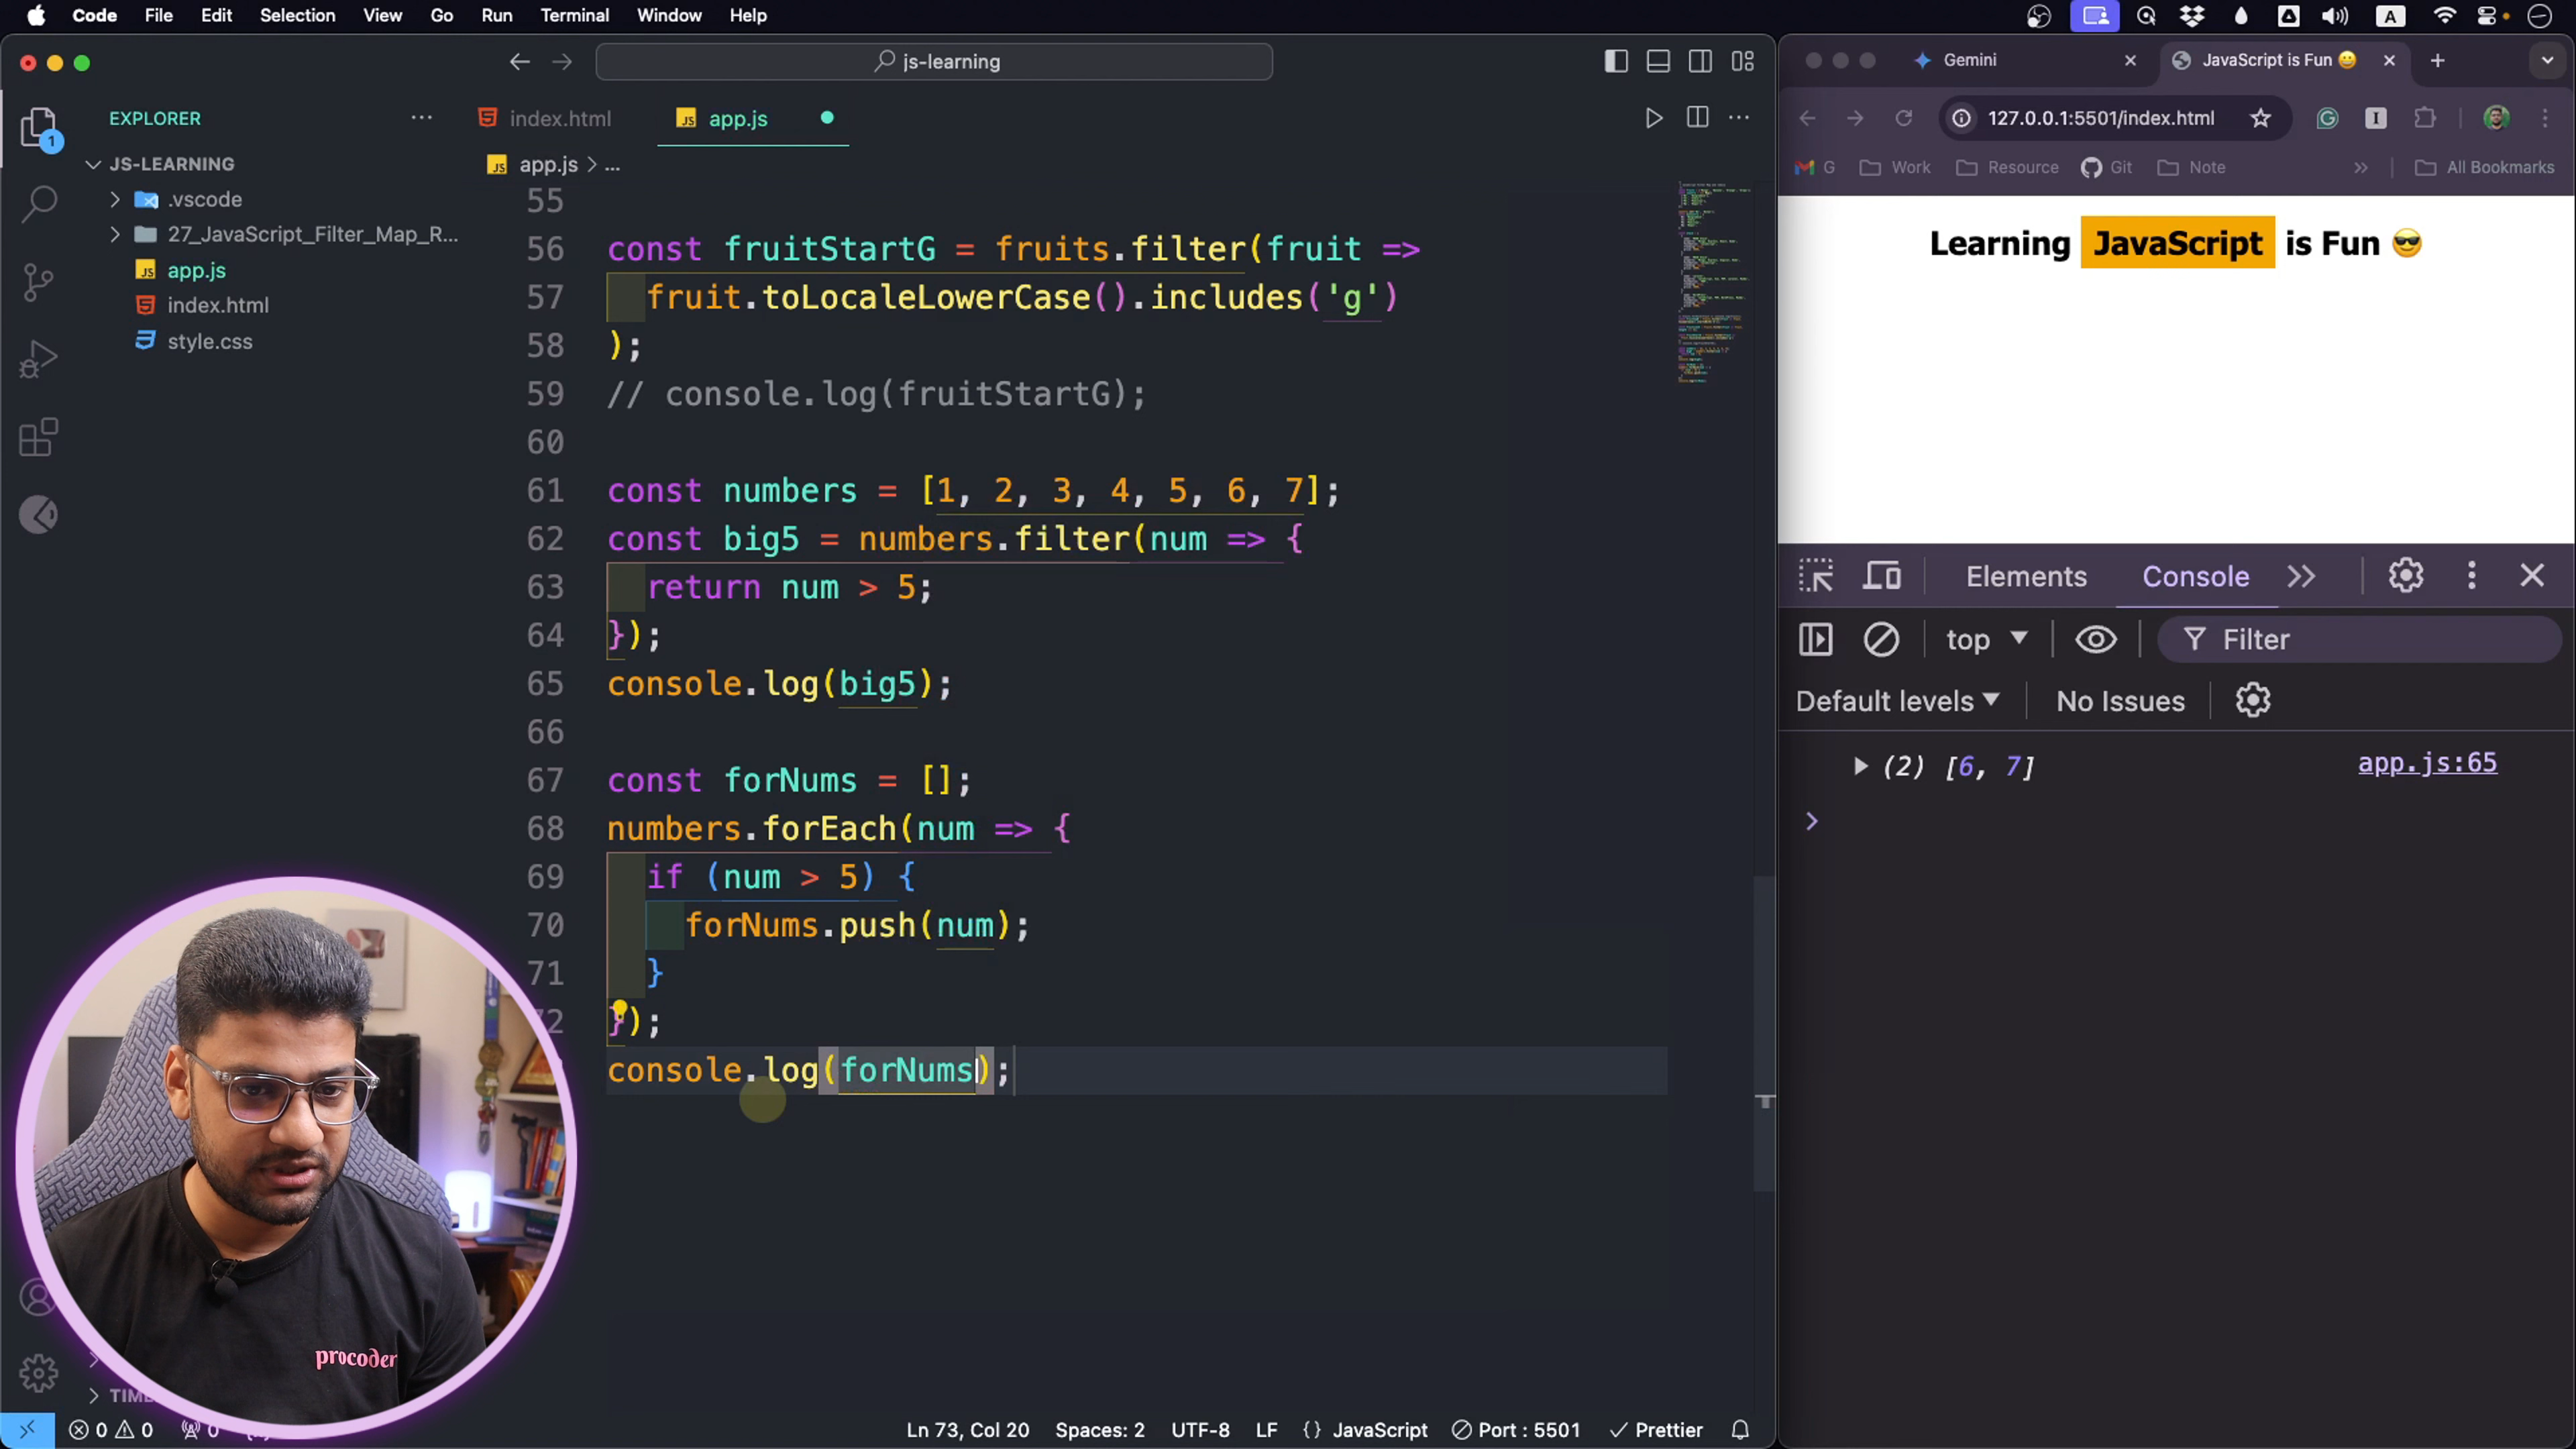 Code File Edit Selection View Go Run Terminal Window Help
A
js-learning
EXPLORER
1
JS-LEARNING
.vscode
27_JavaScript_Filter_Map_R...
JS app.js
index.html
style.css
index.html
JS app.js
JS app.js > ...
55
56 const fruitStartG = fruits.filter(fruit =>
57 fruit.toLocaleLowerCase().includes('g')
58 );
59 // console.log(fruitStartG);
60
61 const numbers = [1, 2, 3, 4, 5, 6, 7];
62 const big5 = numbers.filter(num => {
63 return num > 5;
64 });
65 console.log(big5);
66
67 const forNums = [];
68 numbers.forEach(num => {
69 if (num > 5) {
70 forNums.push(num);
71 }
72 });
console.log(forNums);
procoder
0 0 0
Ln 73, Col 20 Spaces: 2 UTF-8 LF {} JavaScript Port : 5501 Prettier
Gemini
JavaScript is Fun 😀
127.0.0.1:5501/index.html
G Work Resource Git Note All Bookmarks
Learning JavaScript is Fun 😎
Elements Console
top Filter
Default levels No Issues
(2) [6, 7] app.js:65